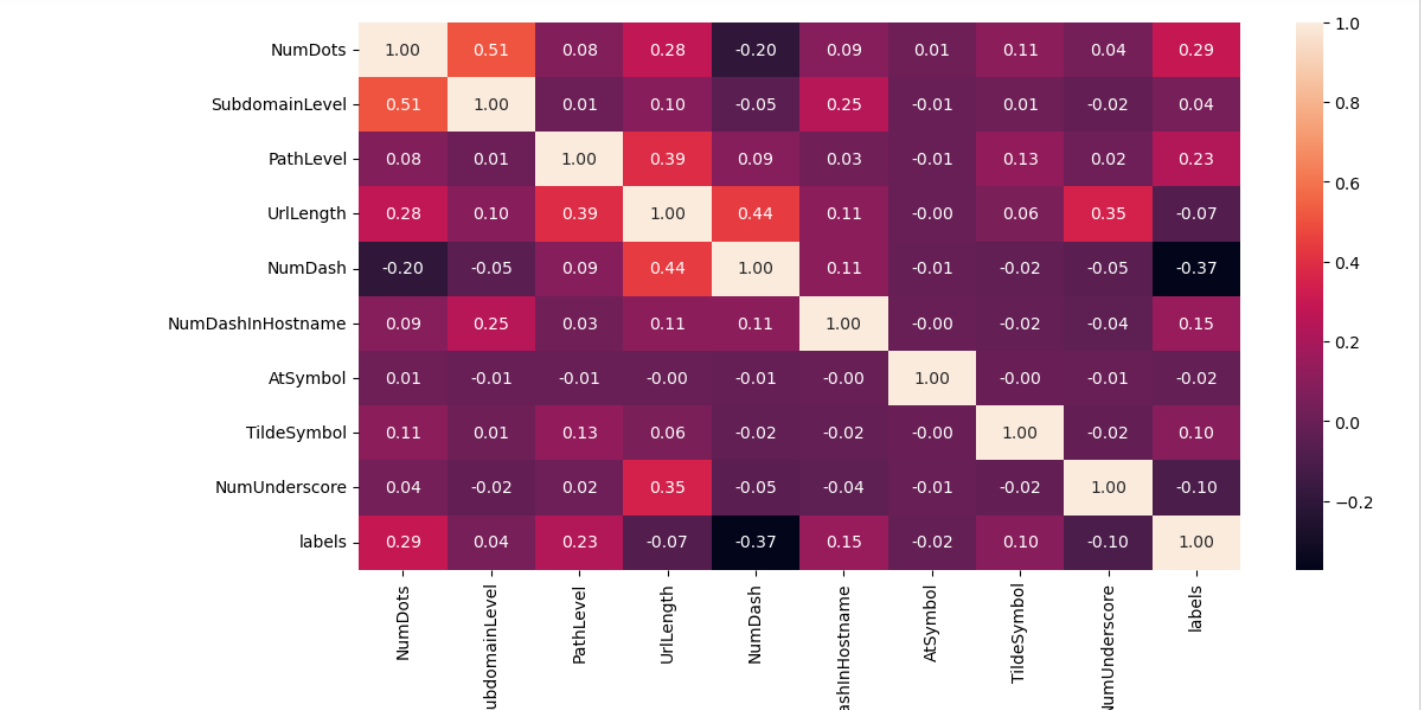 NumDots 1.00 0.51 0.08 0.28 -0.20 0.09 0.01 0.11 0.04 0.29
SubdomainLevel 0.51 1.00 0.01 0.10 -0.05 0.25 -0.01 0.01 -0.02 0.04
PathLevel 0.08 0.01 1.00 0.39 0.09 0.03 -0.01 0.13 0.02 0.23
UrlLength 0.28 0.10 0.39 1.00 0.44 0.11 -0.00 0.06 0.35 -0.07
NumDash -0.20 -0.05 0.09 0.44 1.00 0.11 -0.01 -0.02 -0.05 -0.37
NumDashInHostname 0.09 0.25 0.03 0.11 0.11 1.00 -0.00 -0.02 -0.04 0.15
AtSymbol 0.01 -0.01 -0.01 -0.00 -0.01 -0.00 1.00 -0.00 -0.01 -0.02
TildeSymbol 0.11 0.01 0.13 0.06 -0.02 -0.02 -0.00 1.00 -0.02 0.10
NumUnderscore 0.04 -0.02 0.02 0.35 -0.05 -0.04 -0.01 -0.02 1.00 -0.10
labels 0.29 0.04 0.23 -0.07 -0.37 0.15 -0.02 0.10 -0.10 1.00
NumDots
ubdomainLevel
PathLevel
UrlLength
NumDash
ashInHostname
AtSymbol
TildeSymbol
NumUnderscore
labels
1.0
0.8
0.6
0.4
0.2
0.0
−0.2